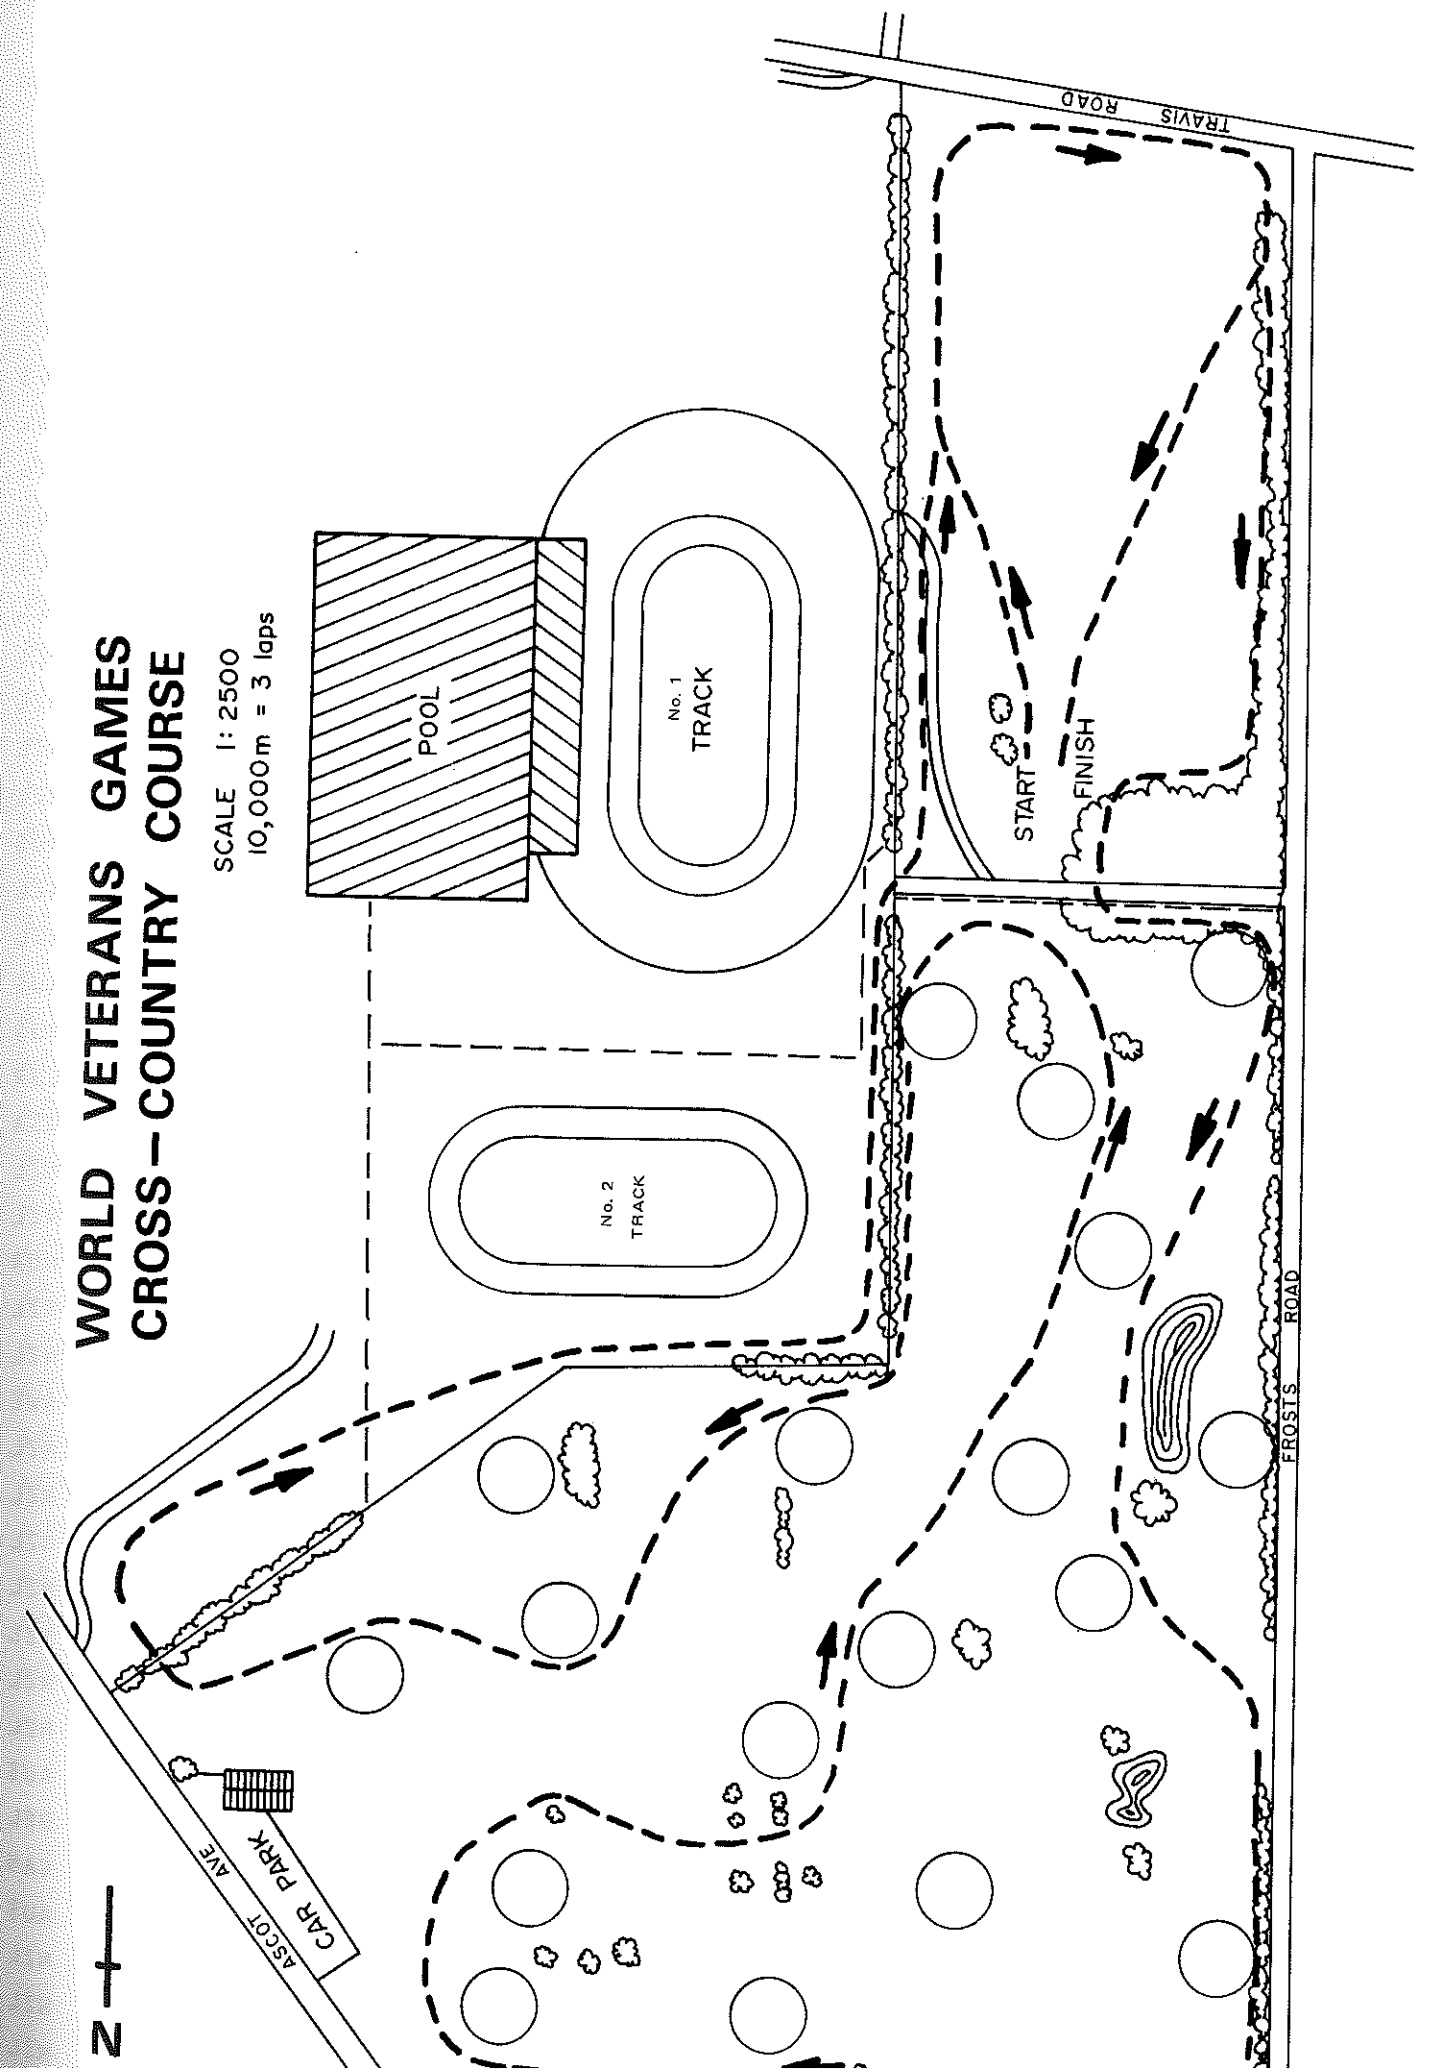 WORLD VETERANS GAMES
CROSS-COUNTRY COURSE
SCALE 1:2500
10,000m = 3 laps
POOL
No. 1
TRACK
No. 2
TRACK
START
FINISH
TRAVIS ROAD
FROSTS ROAD
ASCOT AVE
CAR PARK
N